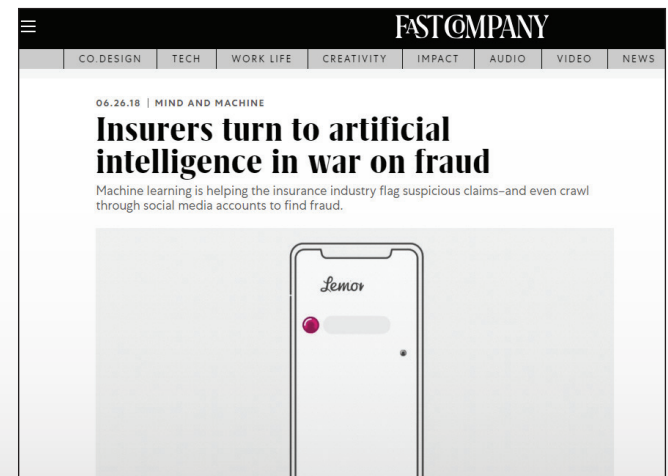 FAST COMPANY
CO.DESIGN
TECH
WORK LIFE
CREATIVITY
IMPACT
AUDIO
VIDEO
NEWS
06.26.18 | MIND AND MACHINE
Insurers turn to artificial
intelligence in war on fraud
Machine learning is helping the insurance industry flag suspicious claims–and even crawl
through social media accounts to find fraud.
Lemor